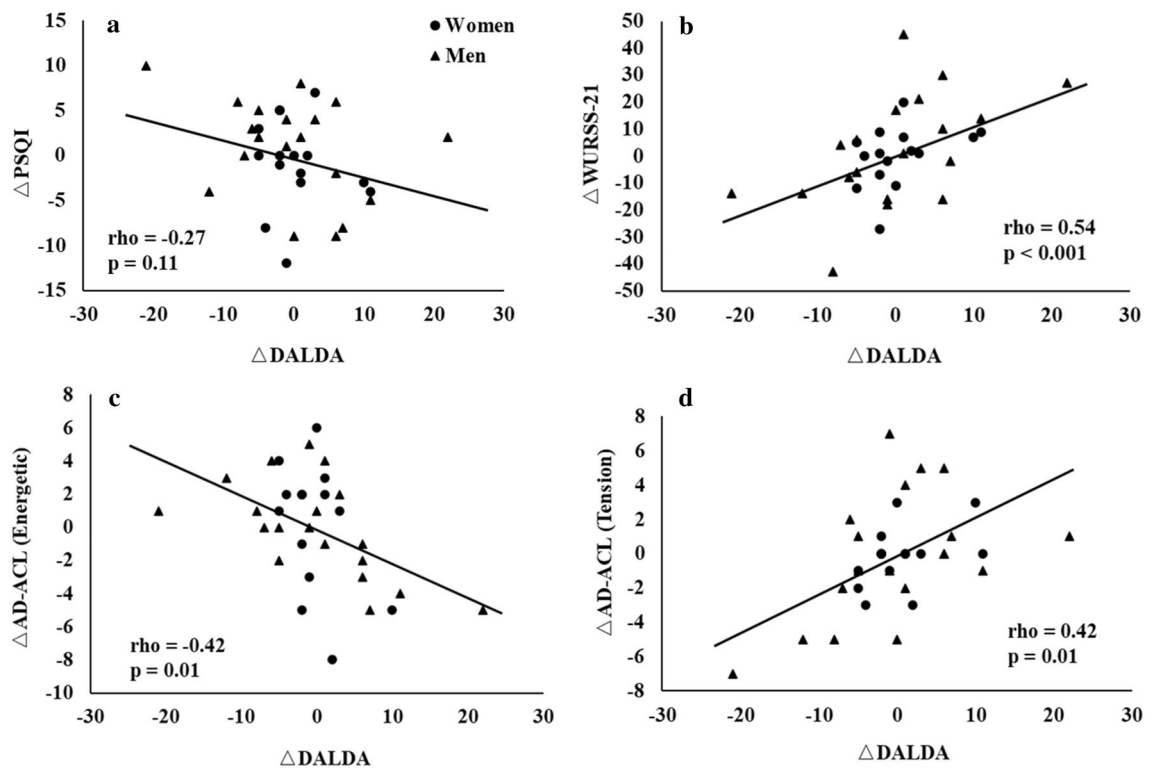 a
Women
Men
15
10
5
0
-5
-10
-15
△PSQI
rho = -0.27
p = 0.11
-30 -20 -10 0 10 20 30
△DALDA
b
50
40
30
20
10
0
-10
-20
-30
-40
-50
△WURSS-21
rho = 0.54
p < 0.001
-30 -20 -10 0 10 20 30
△DALDA
c
8
6
4
2
0
-2
-4
-6
-8
-10
△AD-ACL (Energetic)
rho = -0.42
p = 0.01
-30 -20 -10 0 10 20 30
△DALDA
d
8
6
4
2
0
-2
-4
-6
-8
△AD-ACL (Tension)
rho = 0.42
p = 0.01
-30 -20 -10 0 10 20 30
△DALDA